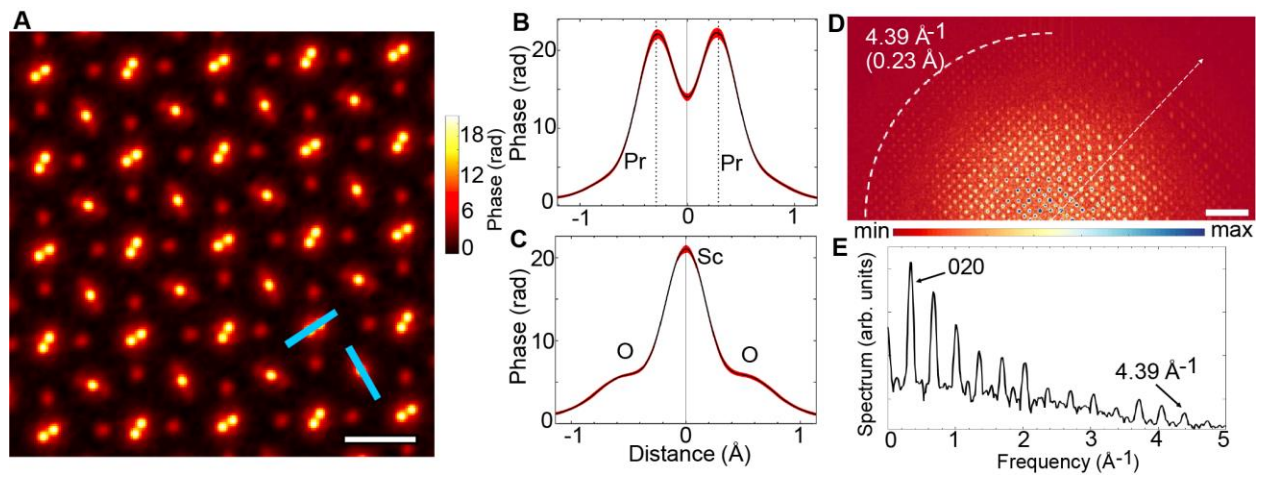 A
18
12
6
0
Phase (rad)
B
20
10
0
Phase (rad)
Pr
Pr
-1
0
1
C
20
10
0
Phase (rad)
Sc
O
O
-1
0
1
Distance (Å)
D
4.39 Å-1
(0.23 Å)
min
max
E
020
4.39 Å-1
Spectrum (arb. units)
0
1
2
3
4
5
Frequency (Å-1)